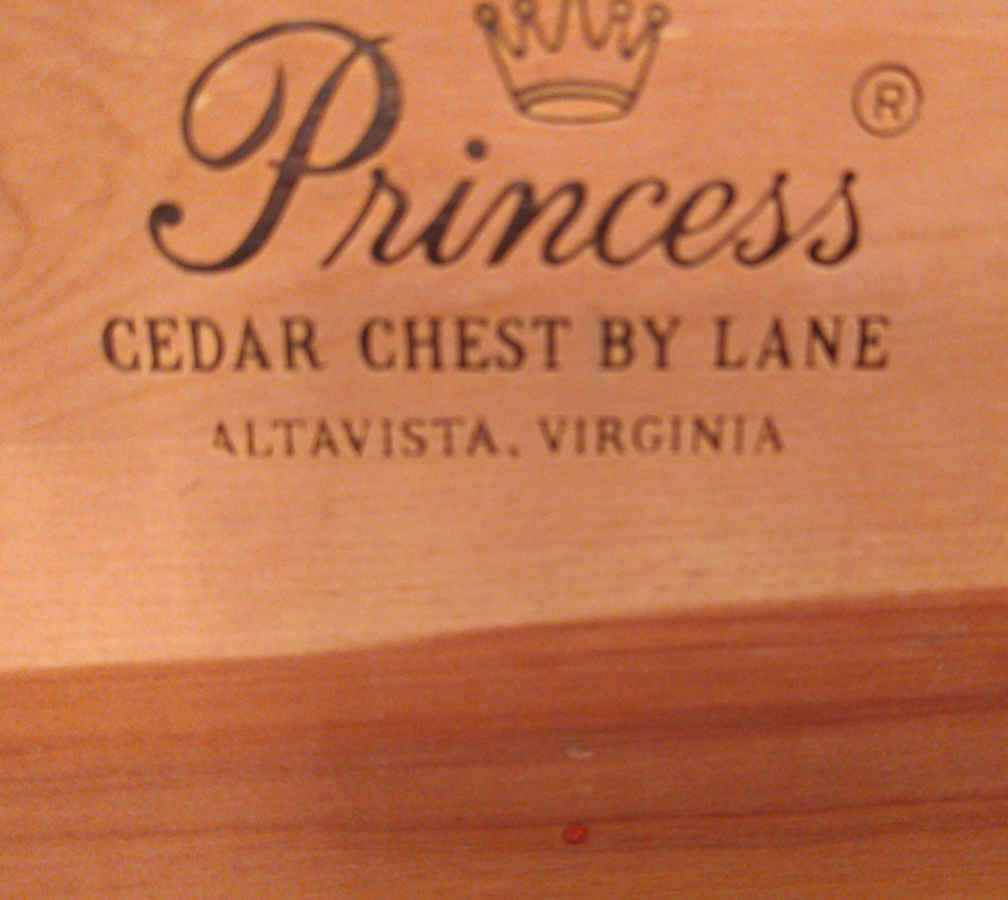 ®
Princess
CEDAR CHEST BY LANE
ALTAVISTA, VIRGINIA